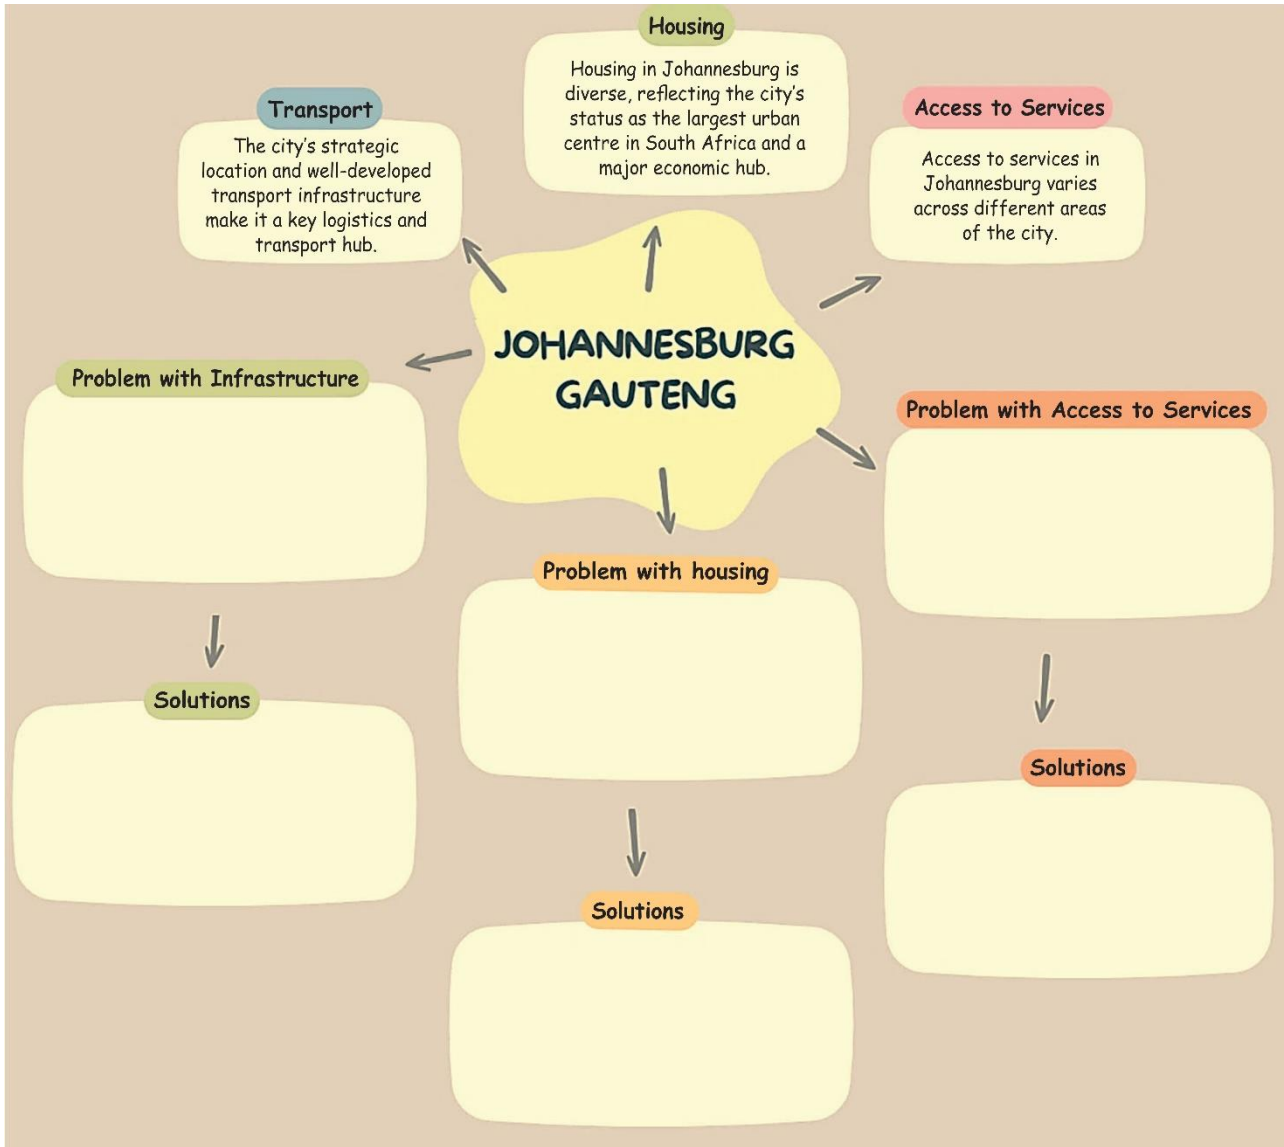 Housing
Housing in Johannesburg is
diverse, reflecting the city's
status as the largest urban
centre in South Africa and a
major economic hub.
Transport
The city's strategic
location and well-developed
transport infrastructure
make it a key logistics and
transport hub.
Access to Services
Access to services in
Johannesburg varies
across different areas
of the city.
JOHANNESBURG
GAUTENG
Problem with Infrastructure
Problem with Access to Services
Problem with housing
Solutions
Solutions
Solutions